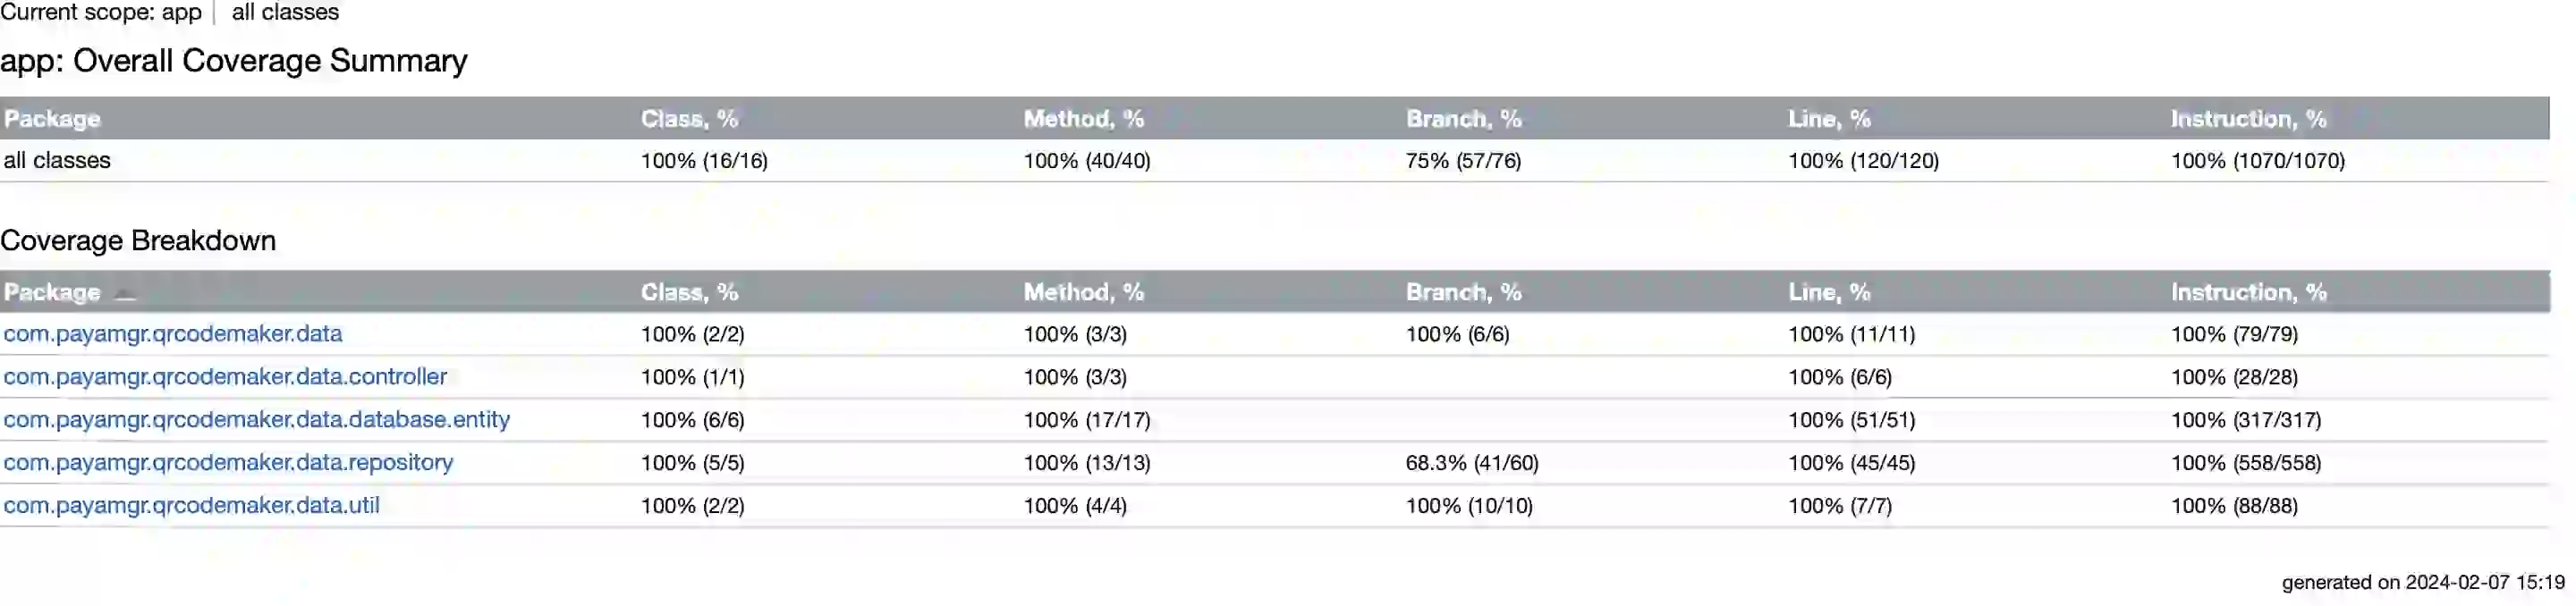 Current scope: app | all classes
app: Overall Coverage Summary
Package Class, % Method, % Branch, % Line, % Instruction, %
all classes 100% (16/16) 100% (40/40) 75% (57/76) 100% (120/120) 100% (1070/1070)
Coverage Breakdown
Package Class, % Method, % Branch, % Line, % Instruction, %
com.payamgr.qrcodemaker.data 100% (2/2) 100% (3/3) 100% (6/6) 100% (11/11) 100% (79/79)
com.payamgr.qrcodemaker.data.controller 100% (1/1) 100% (3/3) 100% (6/6) 100% (28/28)
com.payamgr.qrcodemaker.data.database.entity 100% (6/6) 100% (17/17) 100% (51/51) 100% (317/317)
com.payamgr.qrcodemaker.data.repository 100% (5/5) 100% (13/13) 68.3% (41/60) 100% (45/45) 100% (558/558)
com.payamgr.qrcodemaker.data.util 100% (2/2) 100% (4/4) 100% (10/10) 100% (7/7) 100% (88/88)
generated on 2024-02-07 15:19